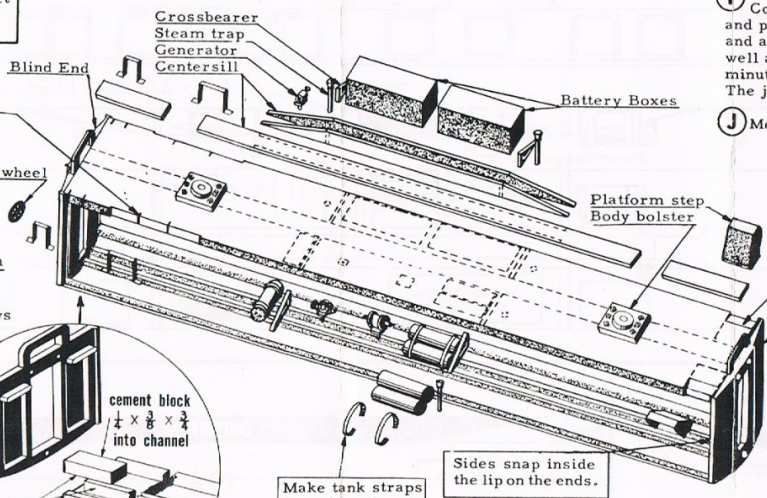 Crossbearer
Steam trap
Generator
Centersill
Blind End
Battery Boxes
wheel
Platform step
Body bolster
cement block
1/4 x 3/8 x 3/4
into channel
Make tank straps
Sides snap inside
the lip on the ends.
and p
and a
well a
minut
The j
J Me